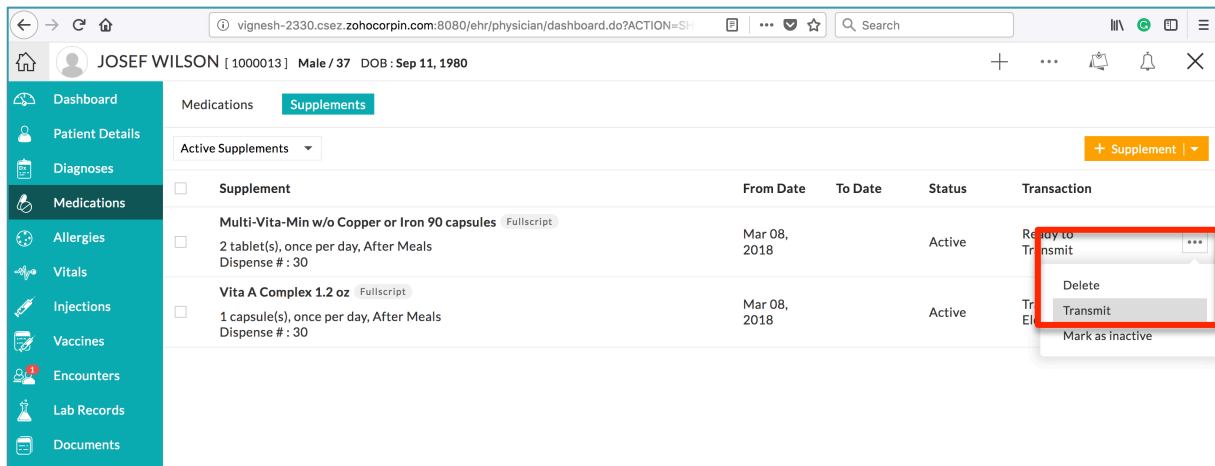 vignesh-2330.csez.zohocorpin.com:8080/ehr/physician/dashboard.do?ACTION=SH
Search
JOSEF WILSON [ 1000013 ] Male / 37 DOB : Sep 11, 1980
Dashboard
Patient Details
Diagnoses
Medications
Allergies
Vitals
Injections
Vaccines
Encounters
1
Lab Records
Documents
Medications Supplements
Active Supplements
+ Supplement
Supplement From Date To Date Status Transaction
Multi-Vita-Min w/o Copper or Iron 90 capsules Fullscript
2 tablet(s), once per day, After Meals
Dispense # : 30
Mar 08,
2018
Active
Ready to
Transmit
Vita A Complex 1.2 oz Fullscript
1 capsule(s), once per day, After Meals
Dispense # : 30
Mar 08,
2018
Active
Delete
Transmit
Mark as inactive